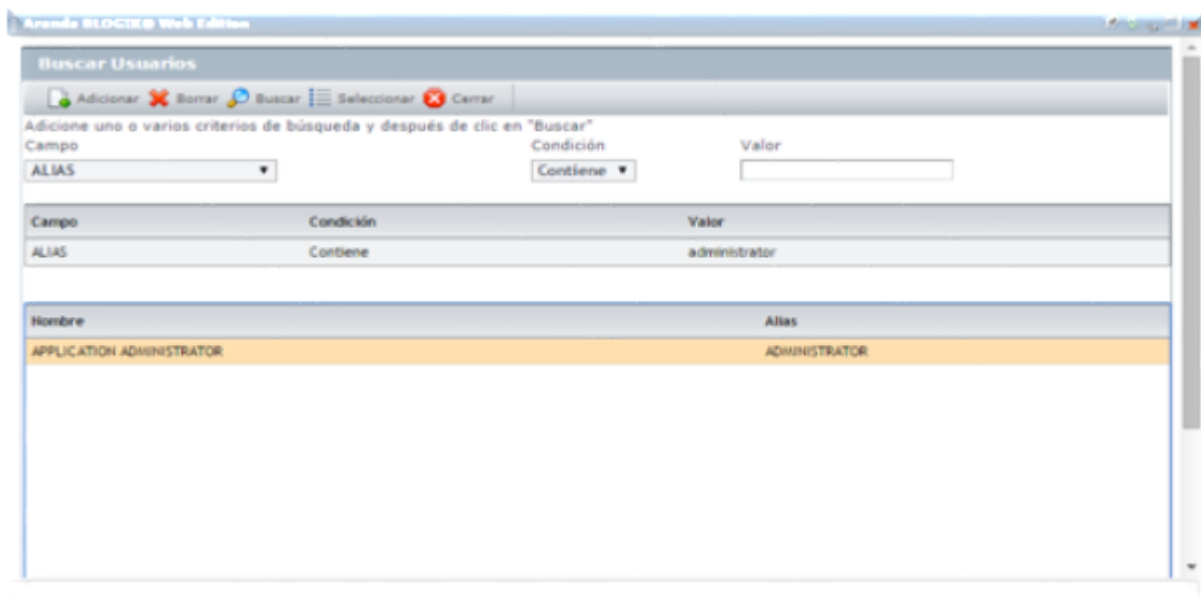 Aranda BLOGIK® Web Edition
Buscar Usuarios
Adicionar Borrar Buscar Seleccionar Cerrar
Adicione uno o varios criterios de búsqueda y después de clic en "Buscar"
Campo Condición Valor
ALIAS Contiene
Campo Condición Valor
ALIAS Contiene administrator
Nombre Alias
APPLICATION ADMINISTRATOR ADMINISTRATOR